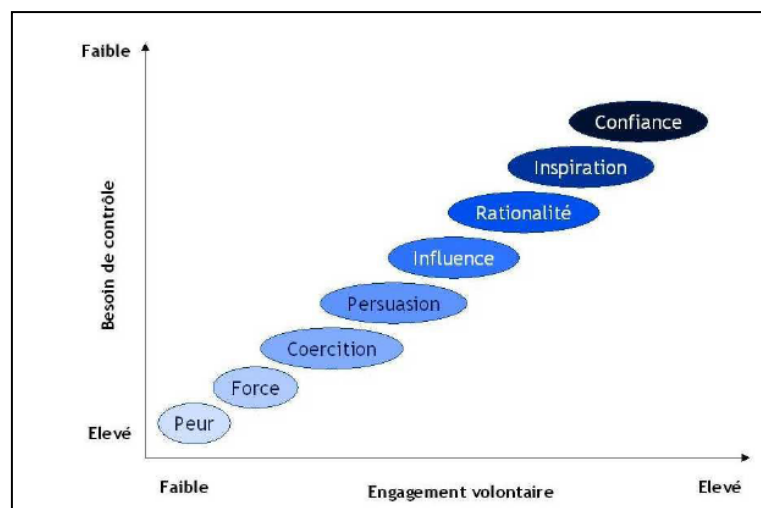 Faible
Confiance
Inspiration
Rationalité
Influence
Persuasion
Coercition
Force
Peur
Besoin de contrôle
Elevé
Faible
Engagement volontaire
Elevé